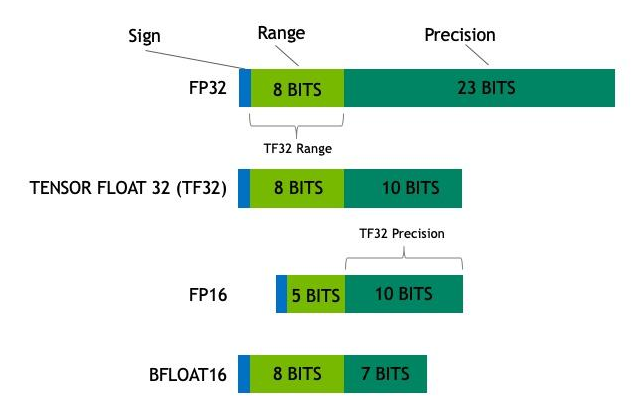 Sign Range Precision
FP32 8 BITS 23 BITS
TF32 Range
TENSOR FLOAT 32 (TF32) 8 BITS 10 BITS
TF32 Precision
FP16 5 BITS 10 BITS
BFLOAT16 8 BITS 7 BITS